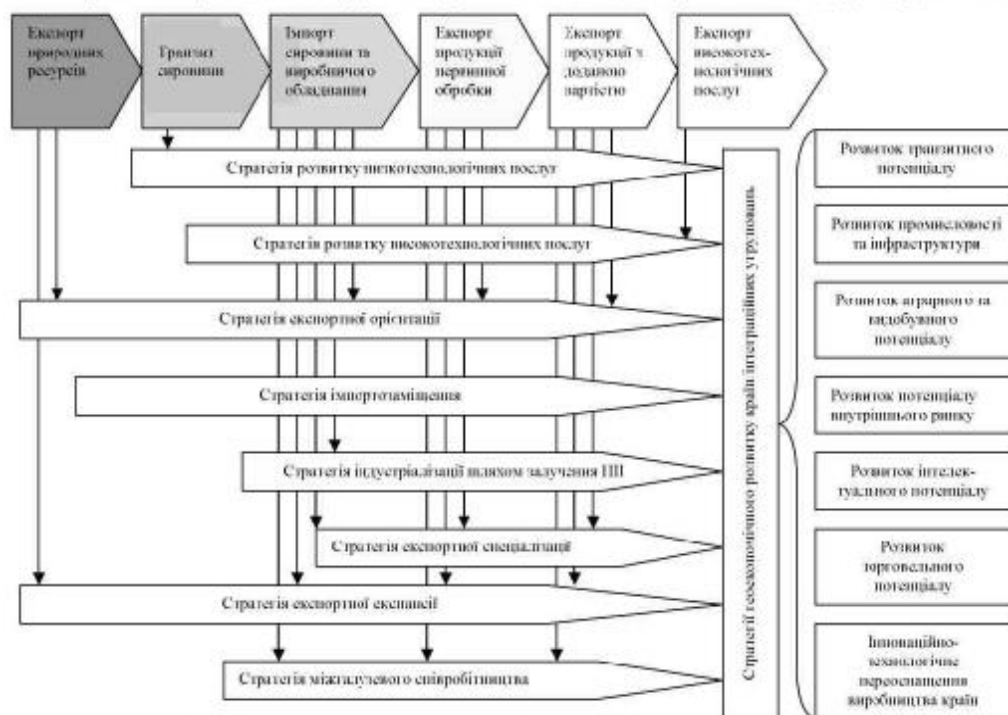 Експорт
природних
ресурсів
Транзит
сировини
Імпорт
сировини та
виробничого
обладнання
Експорт
продукції
первинної
обробки
Експорт
продукції з
доданою
вартістю
Експорт
високотех-
нологічних
послуг
Стратегія розвитку низкотехнологічних послуг
Стратегія розвитку високотехнологічних послуг
Стратегія експортної орієнтації
Стратегія імпортозаміщення
Стратегія індустріалізації шляхом залучення ПІІ
Стратегія експортної спеціалізації
Стратегія експортної експансії
Стратегія міжгалузевого співробітництва
Стратегії геоекономічного розвитку країн інтеграційних угруповань
Розвиток транзитного
потенціалу
Розвиток промисловості
та інфраструктури
Розвиток аграрного та
видобувного
потенціалу
Розвиток потенціалу
внутрішнього ринку
Розвиток інтелек-
туального потенціалу
Розвиток
торговельного
потенціалу
Інноваційно-
технологічне
переоснащення
виробництва країн